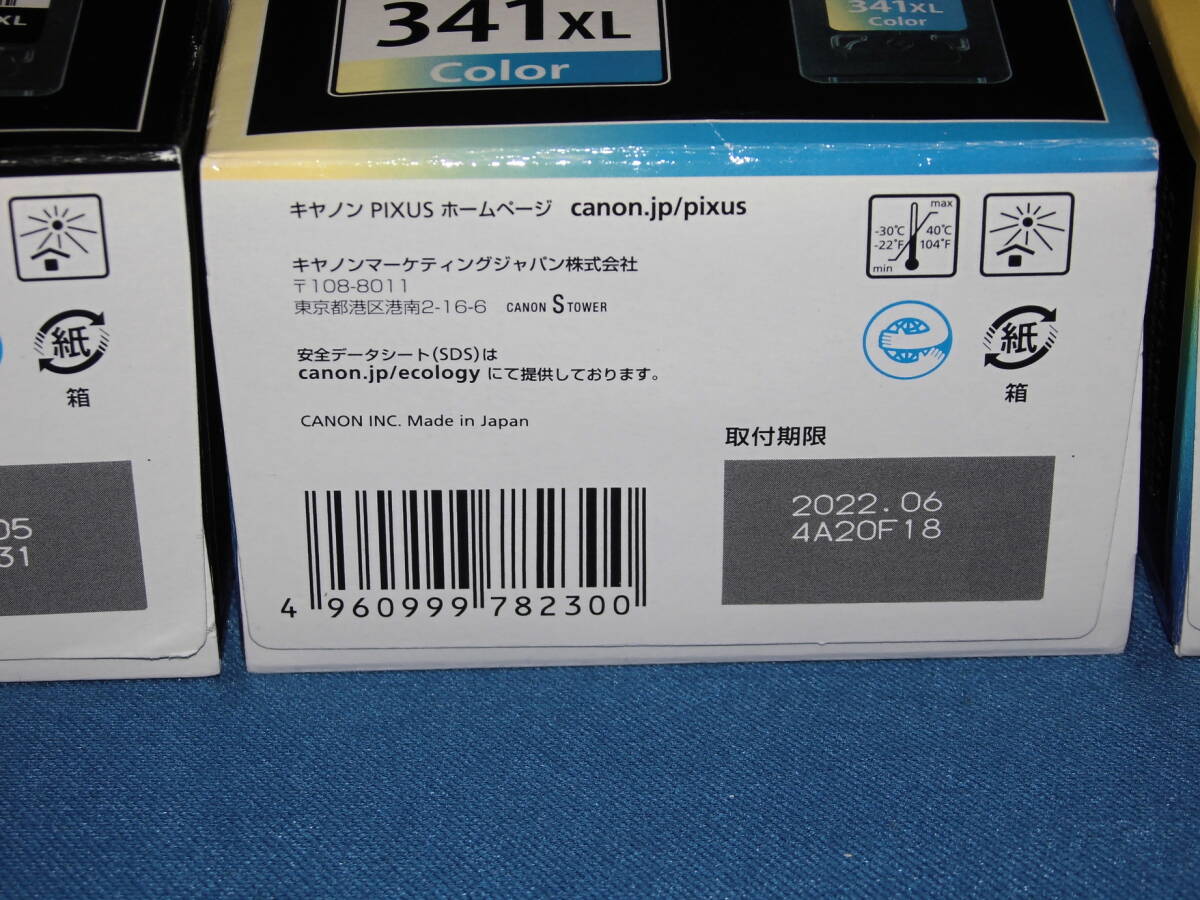 XL
341XL
Color
341XL
Color
キヤノン PIXUS ホームページ canon.jp/pixus
キヤノンマーケティングジャパン株式会社
〒108-8011
東京都港区港南2-16-6 CANON S TOWER
安全データシート(SDS)は
canon.jp/ecology にて提供しております。
CANON INC. Made in Japan
max
-30℃ 40℃
-22°F 104°F
min
紙
箱
紙
箱
取付期限
2022.06
4A20F18
05
31
4 960999 782300